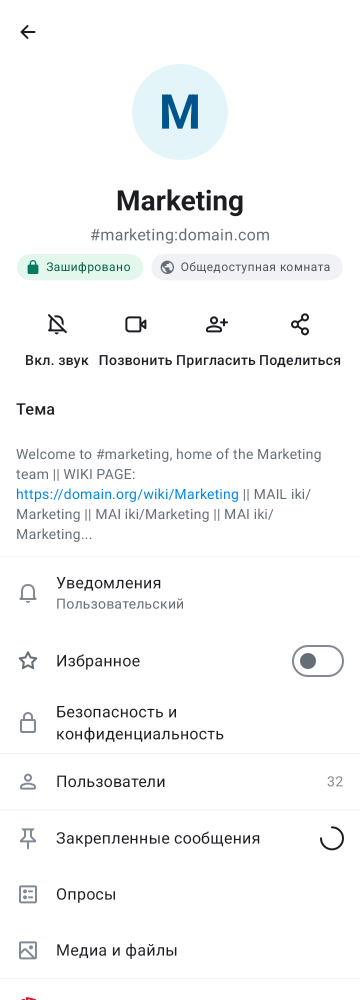 M
Marketing
#marketing:domain.com
Зашифровано
Общедоступная комната
Вкл. звук Позвонить Пригласить Поделиться
Тема
Welcome to #marketing, home of the Marketing
team || WIKI PAGE:
https://domain.org/wiki/Marketing || MAIL iki/
Marketing || MAI iki/Marketing || MAI iki/
Marketing...
Уведомления
Пользовательский
Избранное
Безопасность и
конфиденциальность
Пользователи 32
Закрепленные сообщения
Опросы
Медиа и файлы